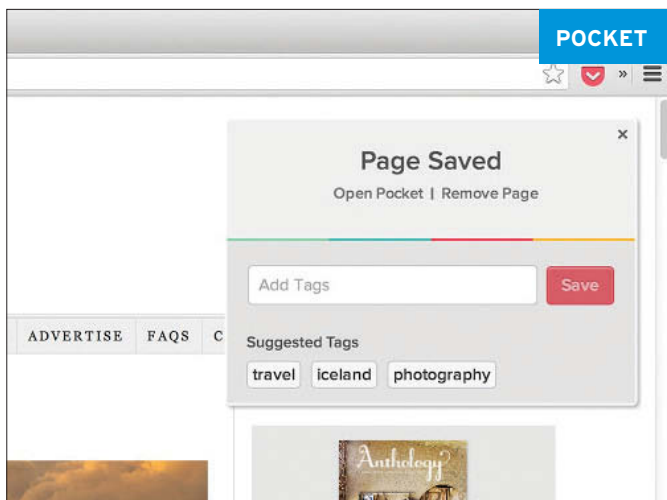 POCKET
»
×
Page Saved
Open Pocket | Remove Page
Add Tags
Save
ADVERTISE FAQS C
Suggested Tags
travel iceland photography
Anthology